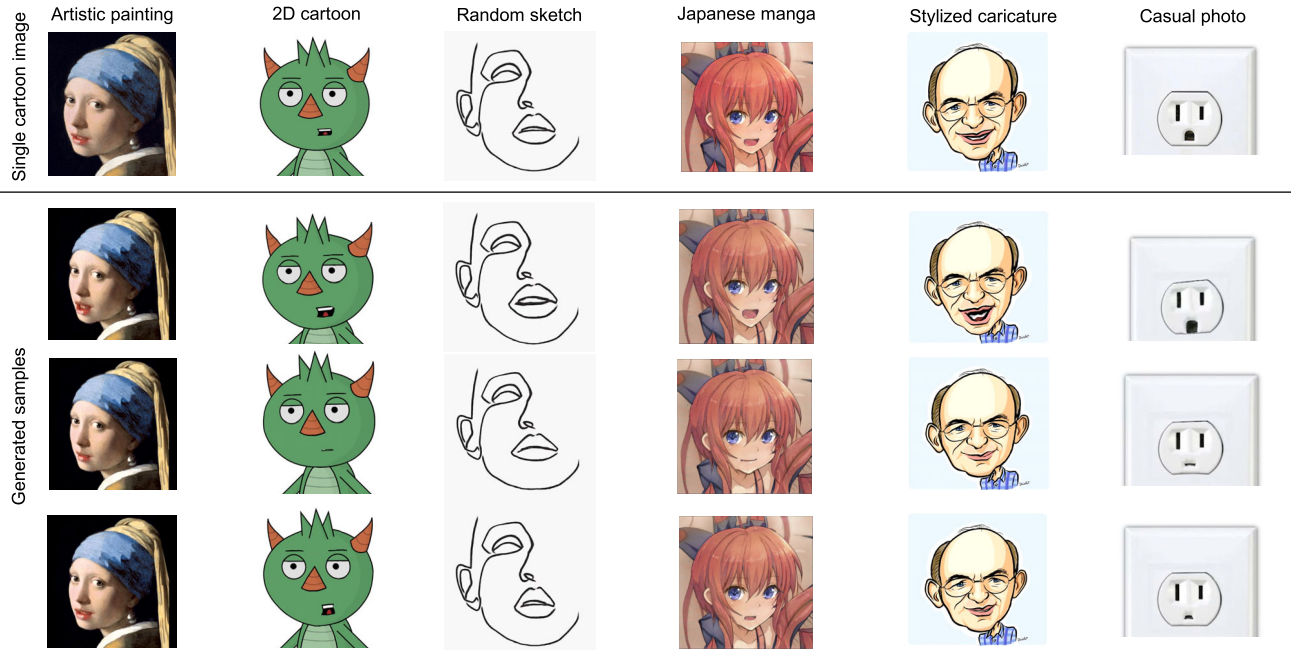 Artistic painting
2D cartoon
Random sketch
Japanese manga
Stylized caricature
Casual photo
Single cartoon image
Generated samples